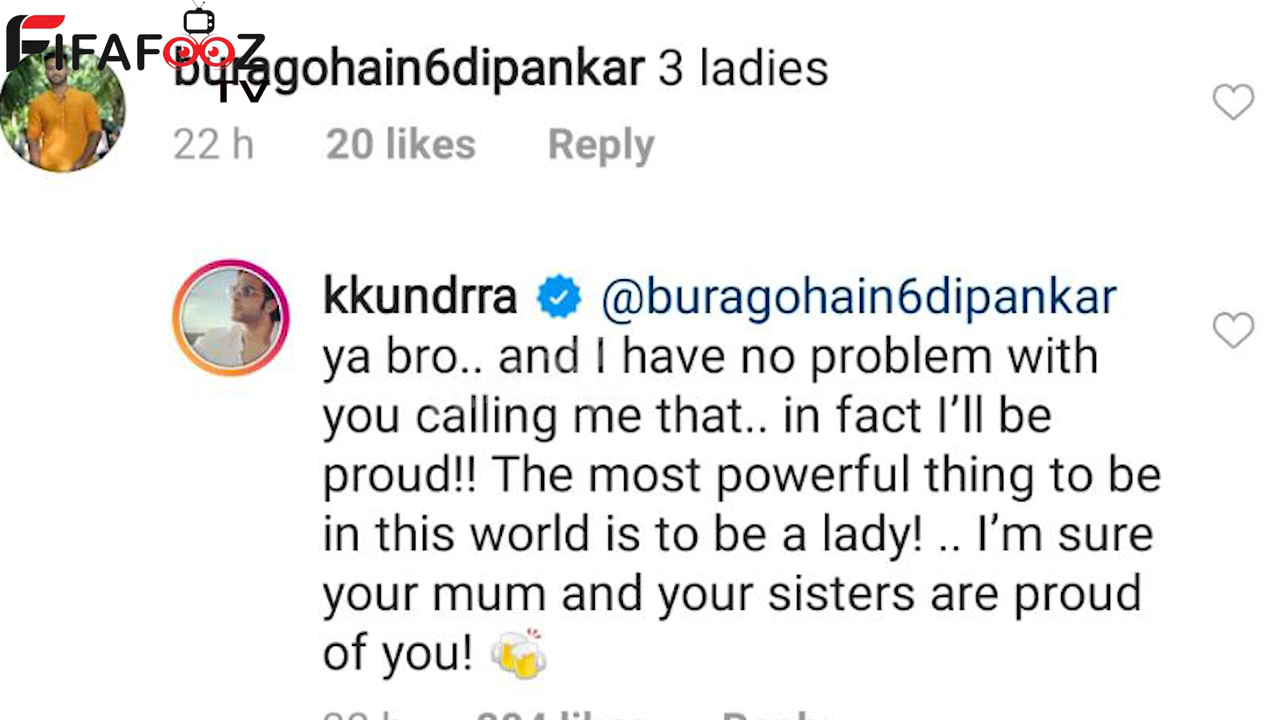 FIFAFOOZ
TV
buragohain6dipankar 3 ladies
22 h 20 likes Reply
kkundrra @buragohain6dipankar
ya bro.. and I have no problem with
you calling me that.. in fact I’ll be
proud!! The most powerful thing to be
in this world is to be a lady! .. I’m sure
your mum and your sisters are proud
of you! 🍻